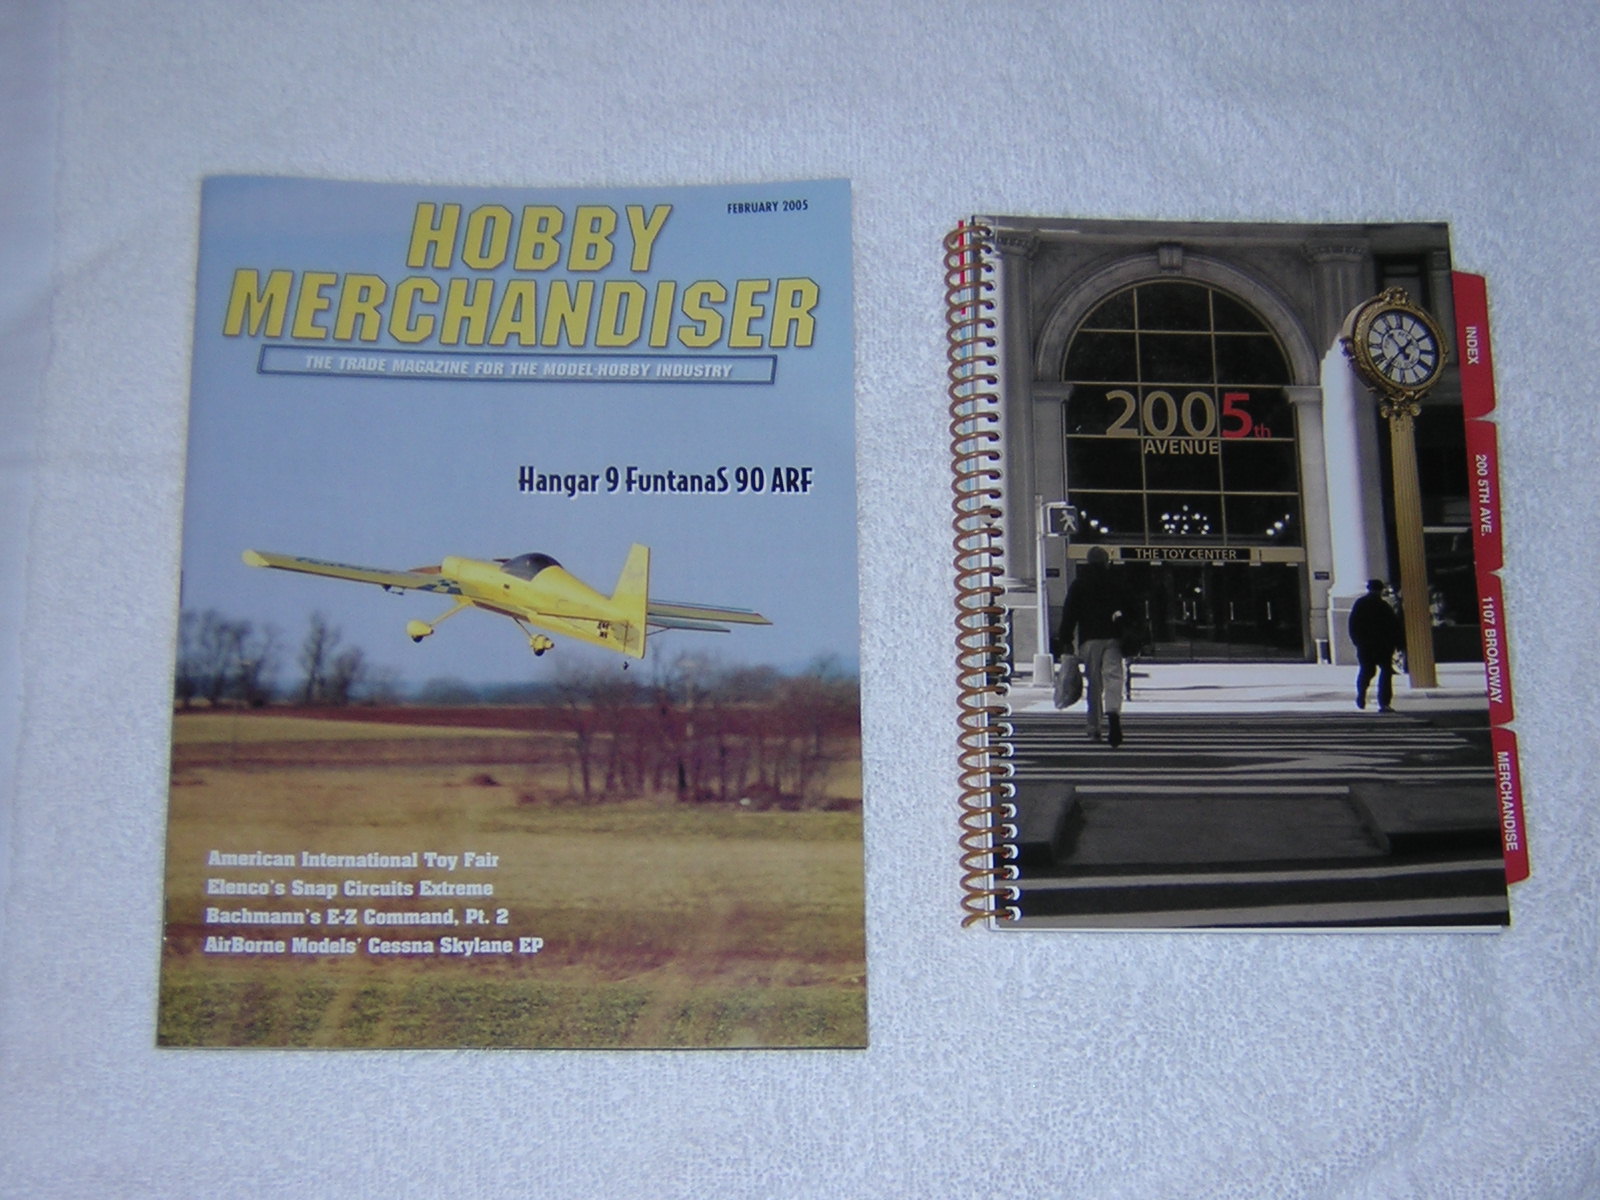 FEBRUARY 2005
HOBBY
MERCHANDISER
THE TRADE MAGAZINE FOR THE MODEL-HOBBY INDUSTRY
Hangar 9 FuntanaS 90 ARF
American International Toy Fair
Elenco's Snap Circuits Extreme
Bachmann's E-Z Command, Pt. 2
AirBorne Models' Cessna Skylane EP
2005th
AVENUE
THE TOY CENTER
INDEX
200 5TH AVE.
1107 BROADWAY
MERCHANDISE